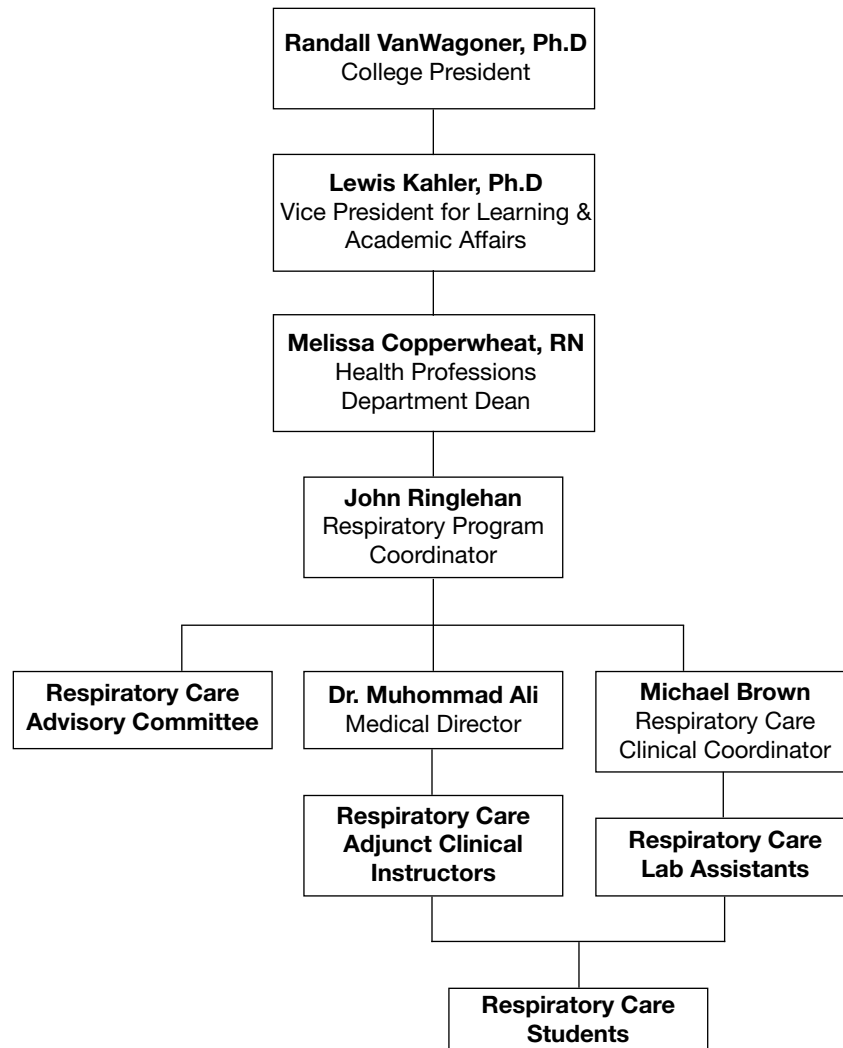 Randall VanWagoner, Ph.D
College President
Lewis Kahler, Ph.D
Vice President for Learning &
Academic Affairs
Melissa Copperwheat, RN
Health Professions
Department Dean
John Ringlehan
Respiratory Program
Coordinator
Respiratory Care
Advisory Committee
Dr. Muhommad Ali
Medical Director
Michael Brown
Respiratory Care
Clinical Coordinator
Respiratory Care
Adjunct Clinical
Instructors
Respiratory Care
Lab Assistants
Respiratory Care
Students